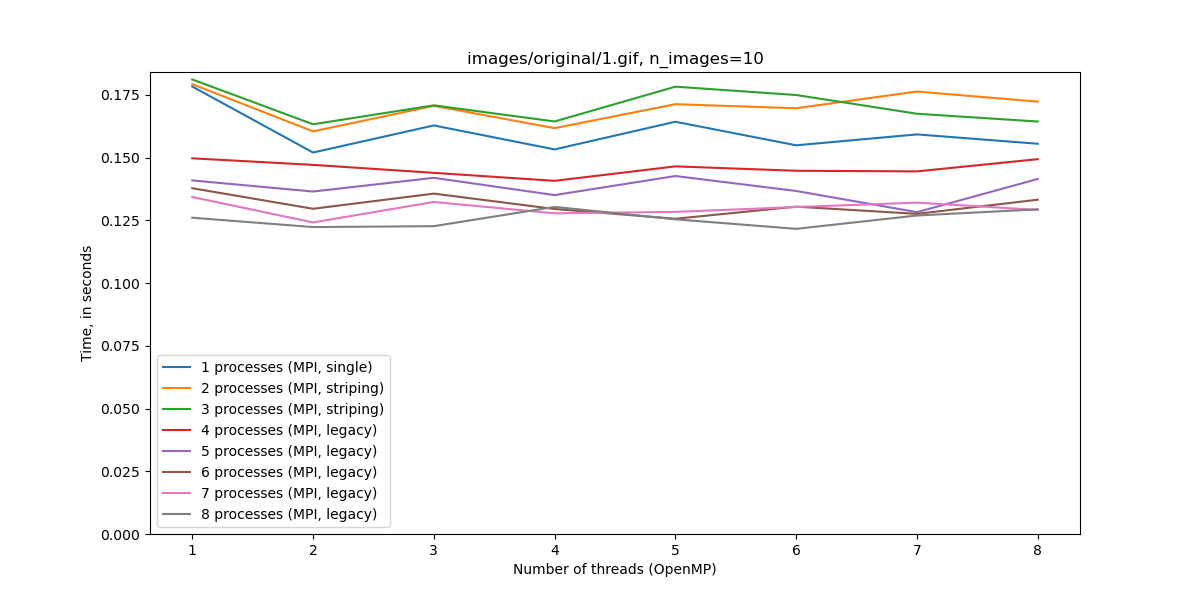 images/original/1.gif, n_images=10
Time, in seconds
0.175
0.150
0.125
0.100
0.075
0.050
0.025
0.000
1 processes (MPI, single)
2 processes (MPI, striping)
3 processes (MPI, striping)
4 processes (MPI, legacy)
5 processes (MPI, legacy)
6 processes (MPI, legacy)
7 processes (MPI, legacy)
8 processes (MPI, legacy)
1 2 3 4 5 6 7 8
Number of threads (OpenMP)